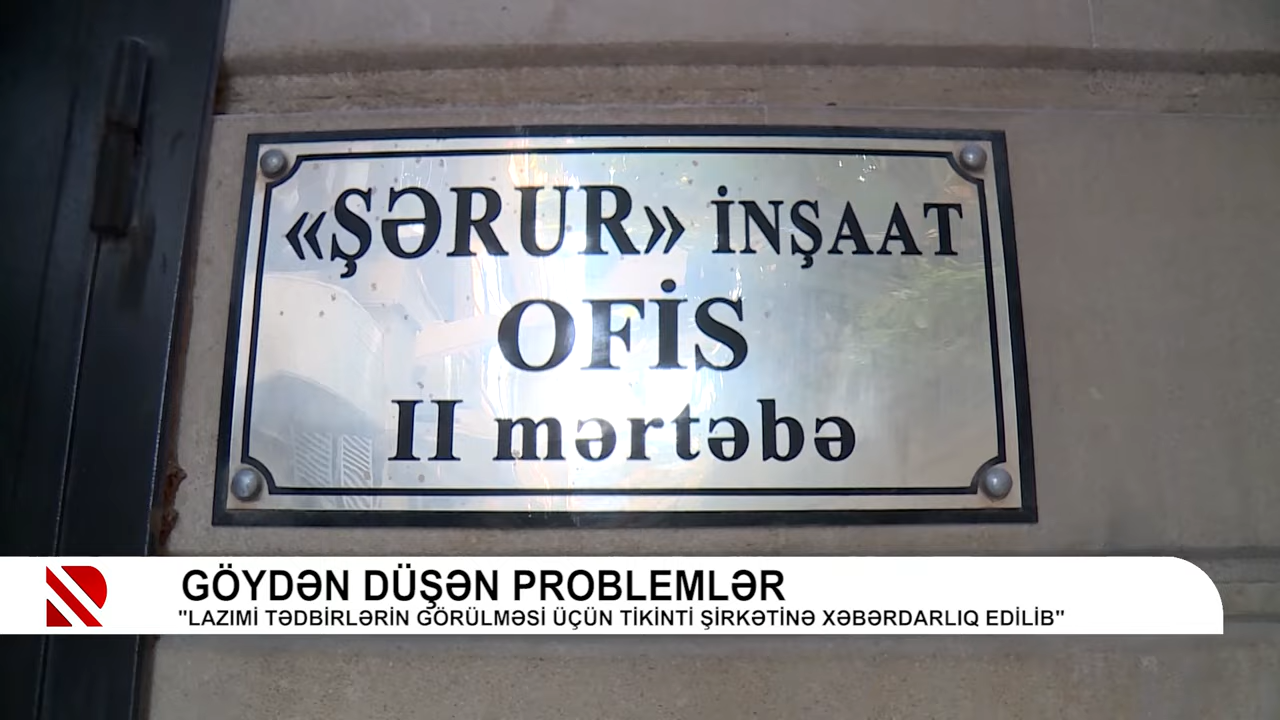 «ŞƏRUR» İNŞAAT
OFİS
II mərtəbə
GÖYDƏN DÜŞƏN PROBLEMLƏR
"LAZIMİ TƏDBİRLƏRİN GÖRÜLMƏSİ ÜÇÜN TİKİNTİ ŞİRKƏTİNƏ XƏBƏRDARLIQ EDİLİB"